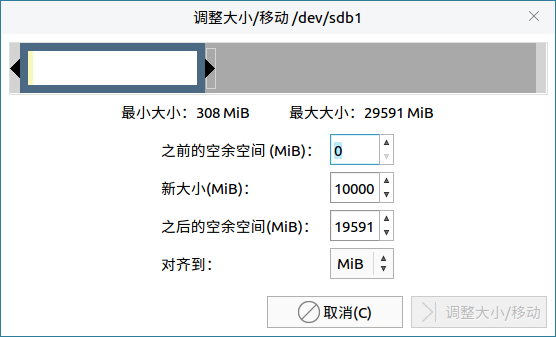 调整大小/移动 /dev/sdb1
最小大小：308 MiB 最大大小：29591 MiB
之前的空余空间 (MiB)： 0
新大小(MiB)： 10000
之后的空余空间(MiB)： 19591
对齐到： MiB
取消(C) 调整大小/移动